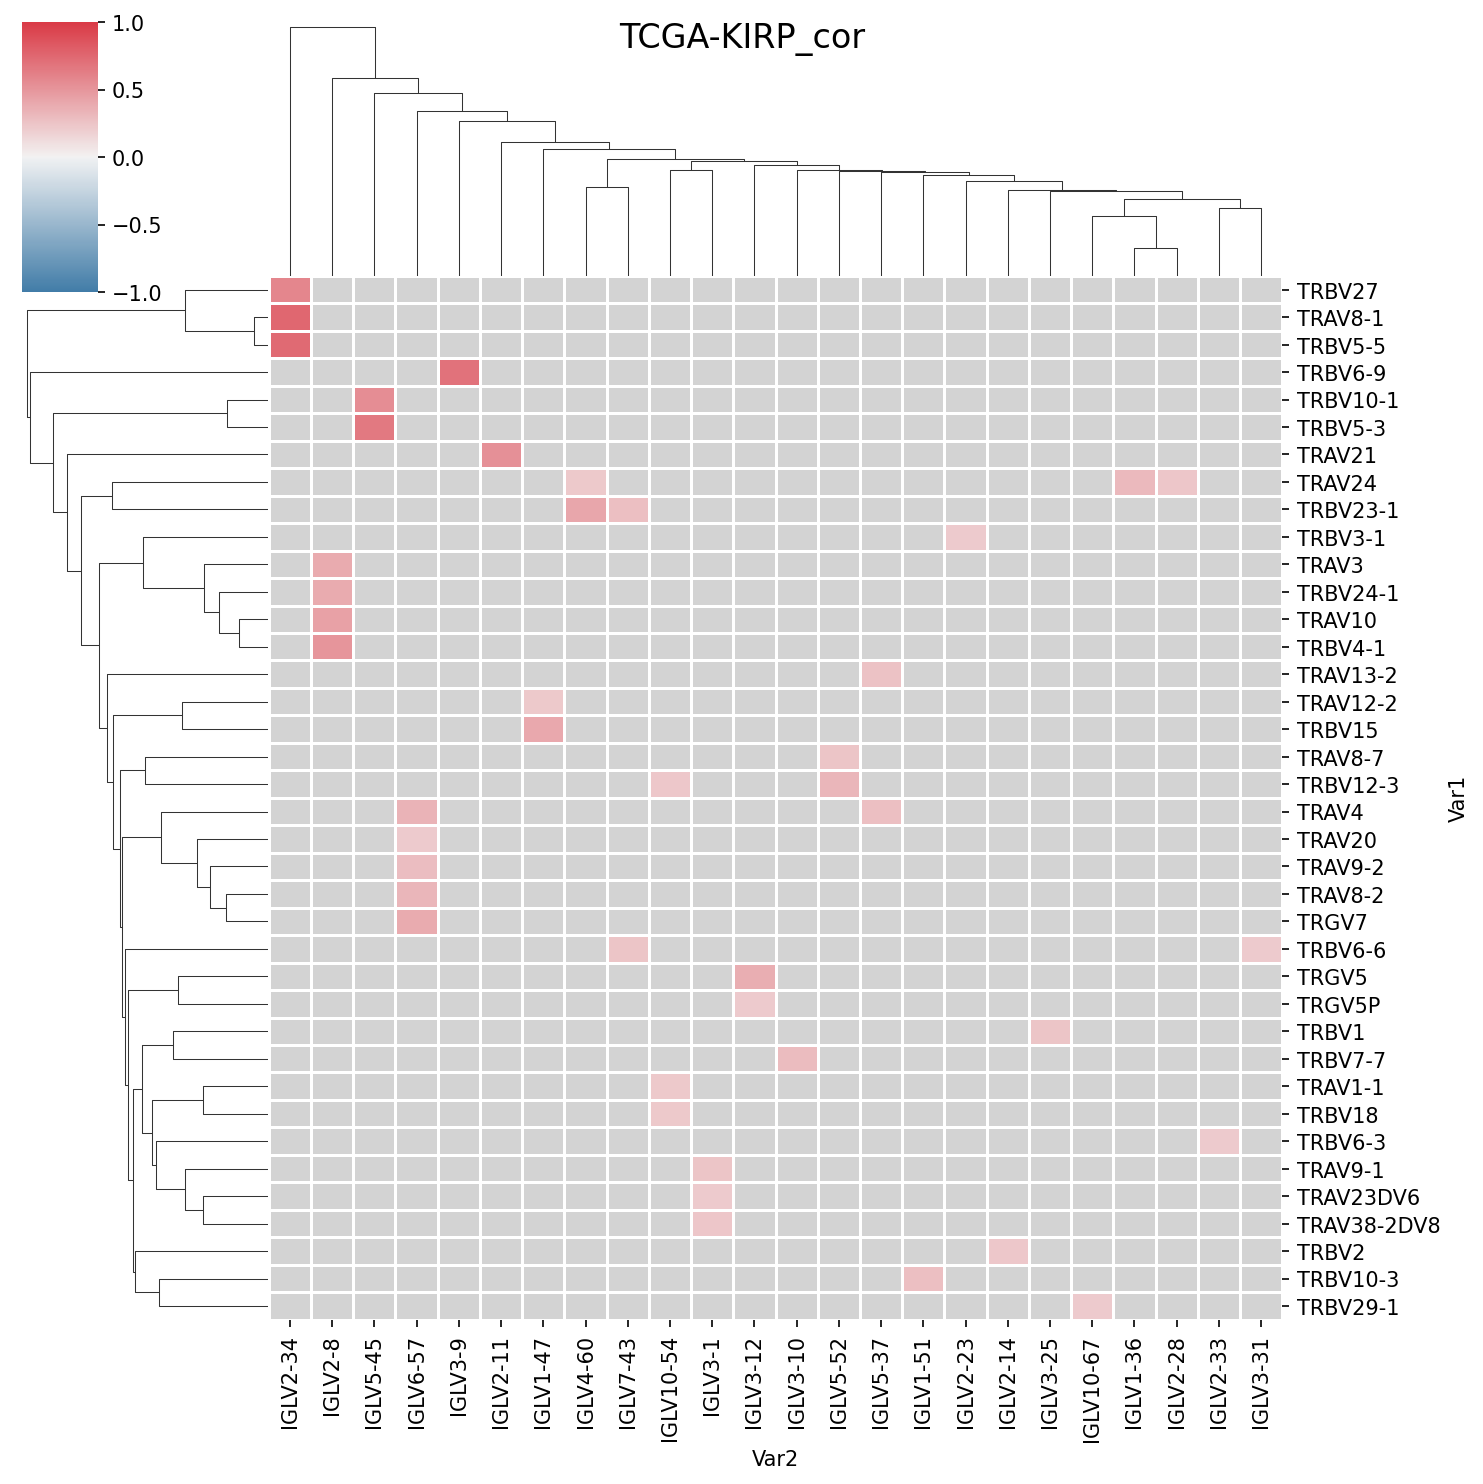 TCGA-KIRP_cor
1.0
0.5
0.0
−0.5
−1.0
TRBV27
TRAV8-1
TRBV5-5
TRBV6-9
TRBV10-1
TRBV5-3
TRAV21
TRAV24
TRBV23-1
TRBV3-1
TRAV3
TRBV24-1
TRAV10
TRBV4-1
TRAV13-2
TRAV12-2
TRBV15
TRAV8-7
TRBV12-3
TRAV4
TRAV20
TRAV9-2
TRAV8-2
TRGV7
TRBV6-6
TRGV5
TRGV5P
TRBV1
TRBV7-7
TRAV1-1
TRBV18
TRBV6-3
TRAV9-1
TRAV23DV6
TRAV38-2DV8
TRBV2
TRBV10-3
TRBV29-1
Var1
IGLV2-34
IGLV2-8
IGLV5-45
IGLV6-57
IGLV3-9
IGLV2-11
IGLV1-47
IGLV4-60
IGLV7-43
IGLV10-54
IGLV3-1
IGLV3-12
IGLV3-10
IGLV5-52
IGLV5-37
IGLV1-51
IGLV2-23
IGLV2-14
IGLV3-25
IGLV10-67
IGLV1-36
IGLV2-28
IGLV2-33
IGLV3-31
Var2